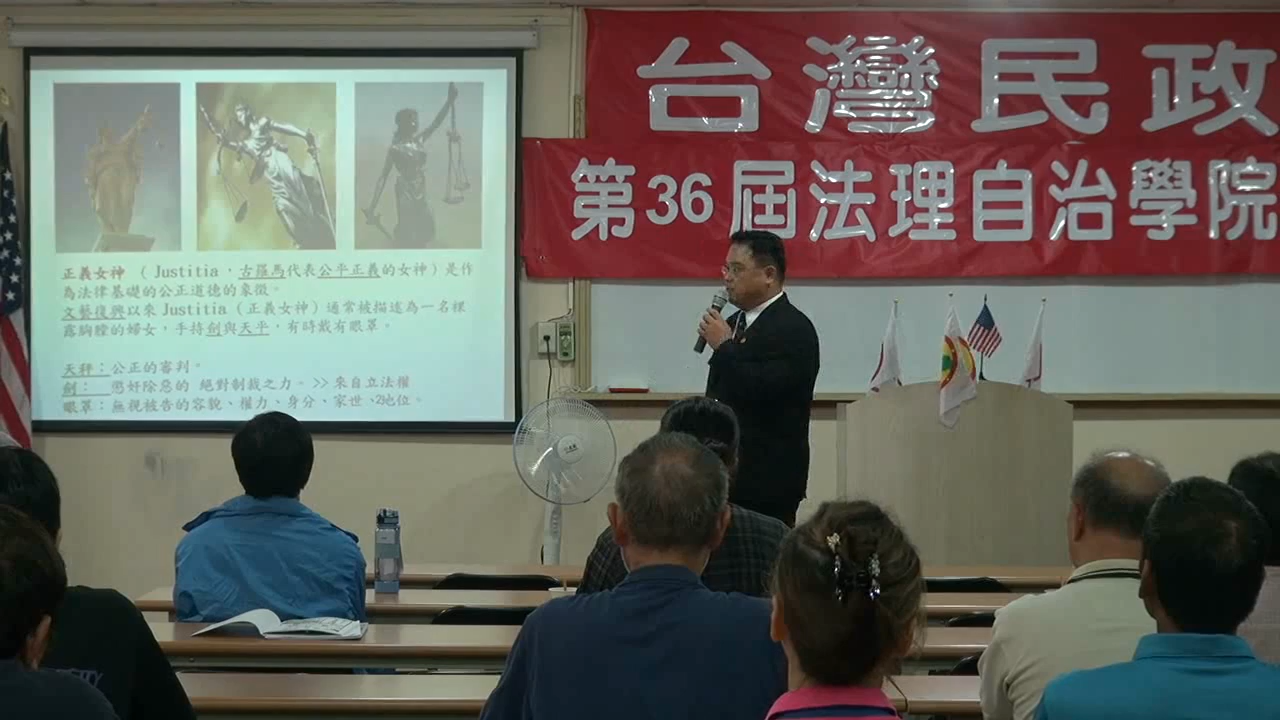 台灣民政
第36屆法理自治學院
正義女神 （Justitia，古羅馬代表公平正義的女神）是作
為法律基礎的公正道德的象徵。
文藝復興以來 Justitia（正義女神）通常被描述為一名裸
露胸膛的婦女，手持劍與天平，有時戴有眼罩。
天秤：公正的審判。
劍： 懲奸除惡的 絕對制裁之力。>> 來自立法權
眼罩：無視被告的容貌、權力、身分、家世、地位。